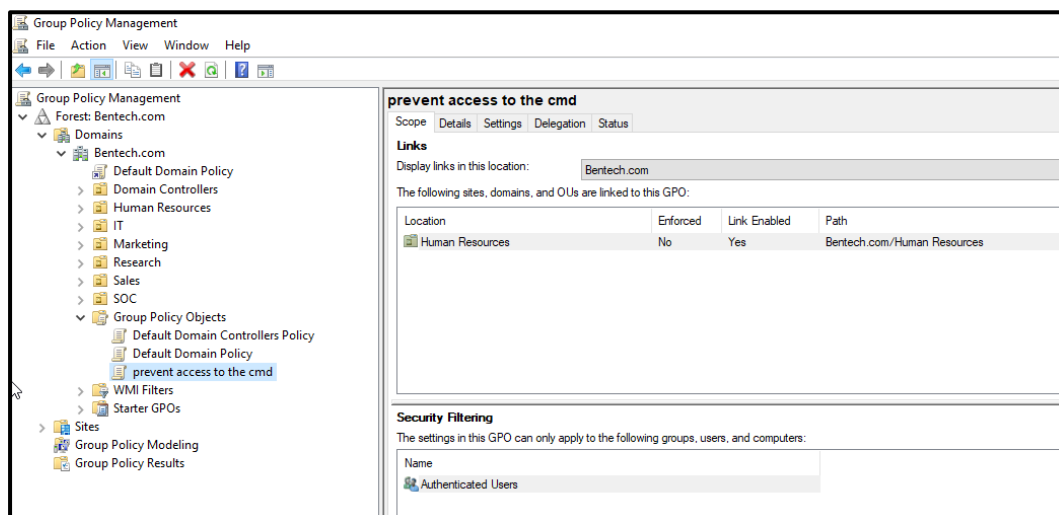 Group Policy Management
File Action View Window Help
Group Policy Management
Forest: Bentech.com
Domains
Bentech.com
Default Domain Policy
Domain Controllers
Human Resources
IT
Marketing
Research
Sales
SOC
Group Policy Objects
Default Domain Controllers Policy
Default Domain Policy
prevent access to the cmd
WMI Filters
Starter GPOs
Sites
Group Policy Modeling
Group Policy Results
prevent access to the cmd
Scope Details Settings Delegation Status
Links
Display links in this location: Bentech.com
The following sites, domains, and OUs are linked to this GPO:
Location Enforced Link Enabled Path
Human Resources No Yes Bentech.com/Human Resources
Security Filtering
The settings in this GPO can only apply to the following groups, users, and computers:
Name
Authenticated Users